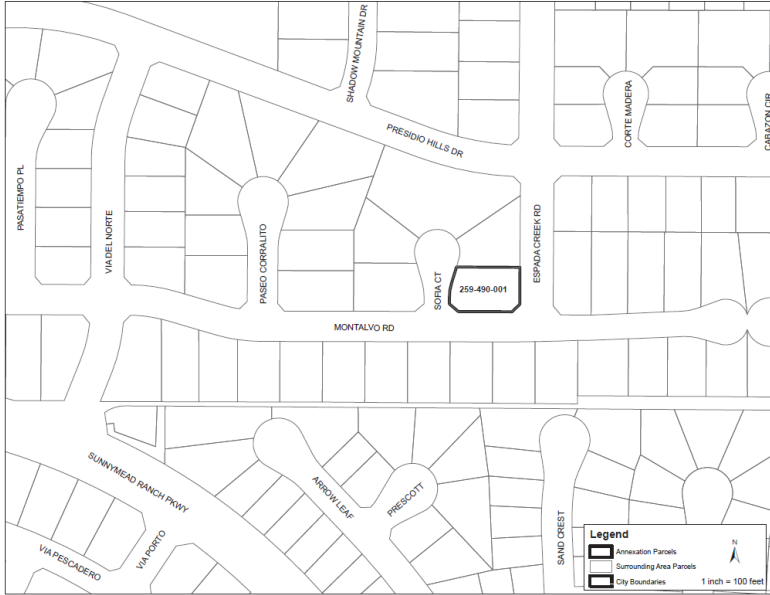 SHADOW MOUNTAIN DR
PRESIDIO HILLS DR
CORTE MADERA
CABAZON CIR
PASATIEMPO PL
VIA DEL NORTE
PASEO CORRALITO
SOFIA CT
259-490-001
ESPADA CREEK RD
MONTALVO RD
SUNNYMEAD RANCH PKWY
ARROW LEAF
PRESCOTT
SAND CREST
VIA PESCADERO
VIA PORTO
Legend
Annexation Parcels
Surrounding Area Parcels
City Boundaries
N
1 inch = 100 feet